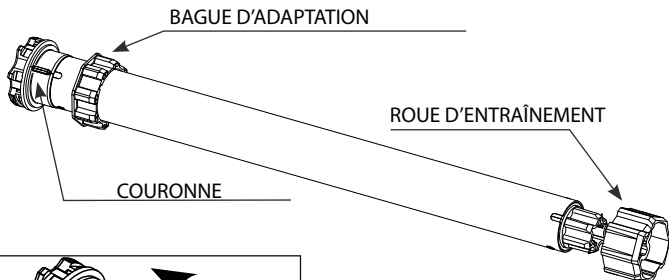 BAGUE D’ADAPTATION
ROUE D’ENTRAÎNEMENT
COURONNE